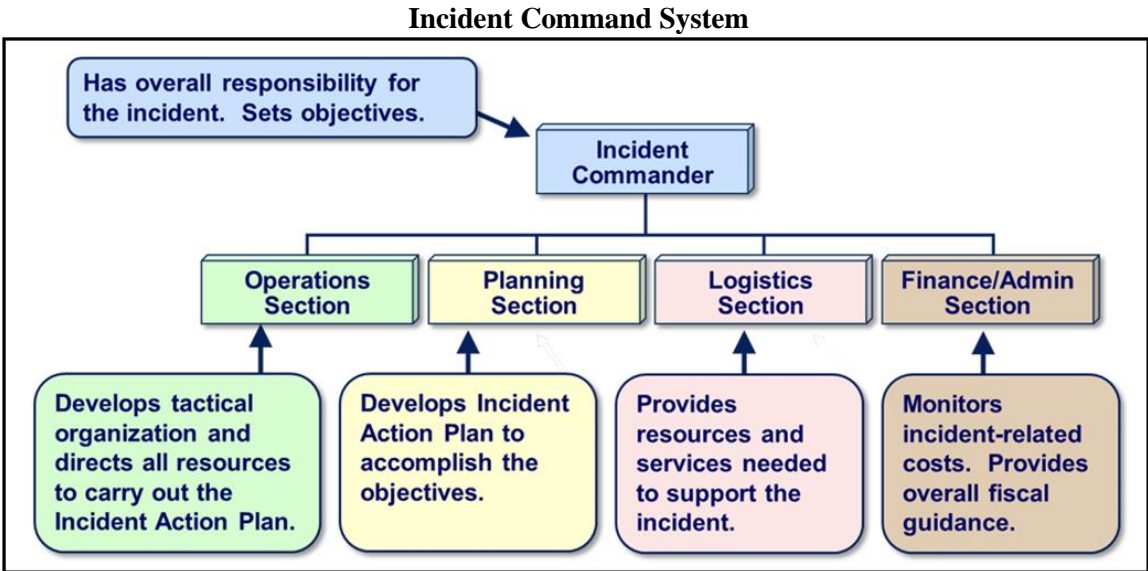 Incident Command System
Has overall responsibility for
the incident.  Sets objectives.
Incident
Commander
Operations
Section
Planning
Section
Logistics
Section
Finance/Admin
Section
Develops tactical
organization and
directs all resources
to carry out the
Incident Action Plan.
Develops Incident
Action Plan to
accomplish the
objectives.
Provides
resources and
services needed
to support the
incident.
Monitors
incident-related
costs.  Provides
overall fiscal
guidance.